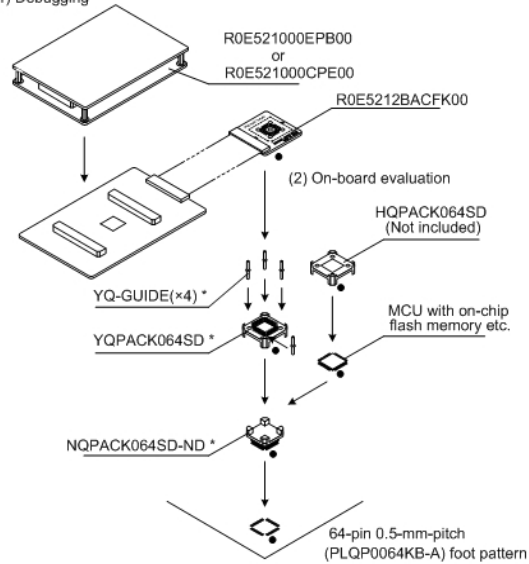 1) Debugging
R0E521000EPB00
or
R0E521000CPE00
R0E5212BACFK00
(2) On-board evaluation
HQPACK064SD
(Not included)
YQ-GUIDE(×4) *
MCU with on-chip
flash memory etc.
YQPACK064SD *
NQPACK064SD-ND *
64-pin 0.5-mm-pitch
(PLQP0064KB-A) foot pattern